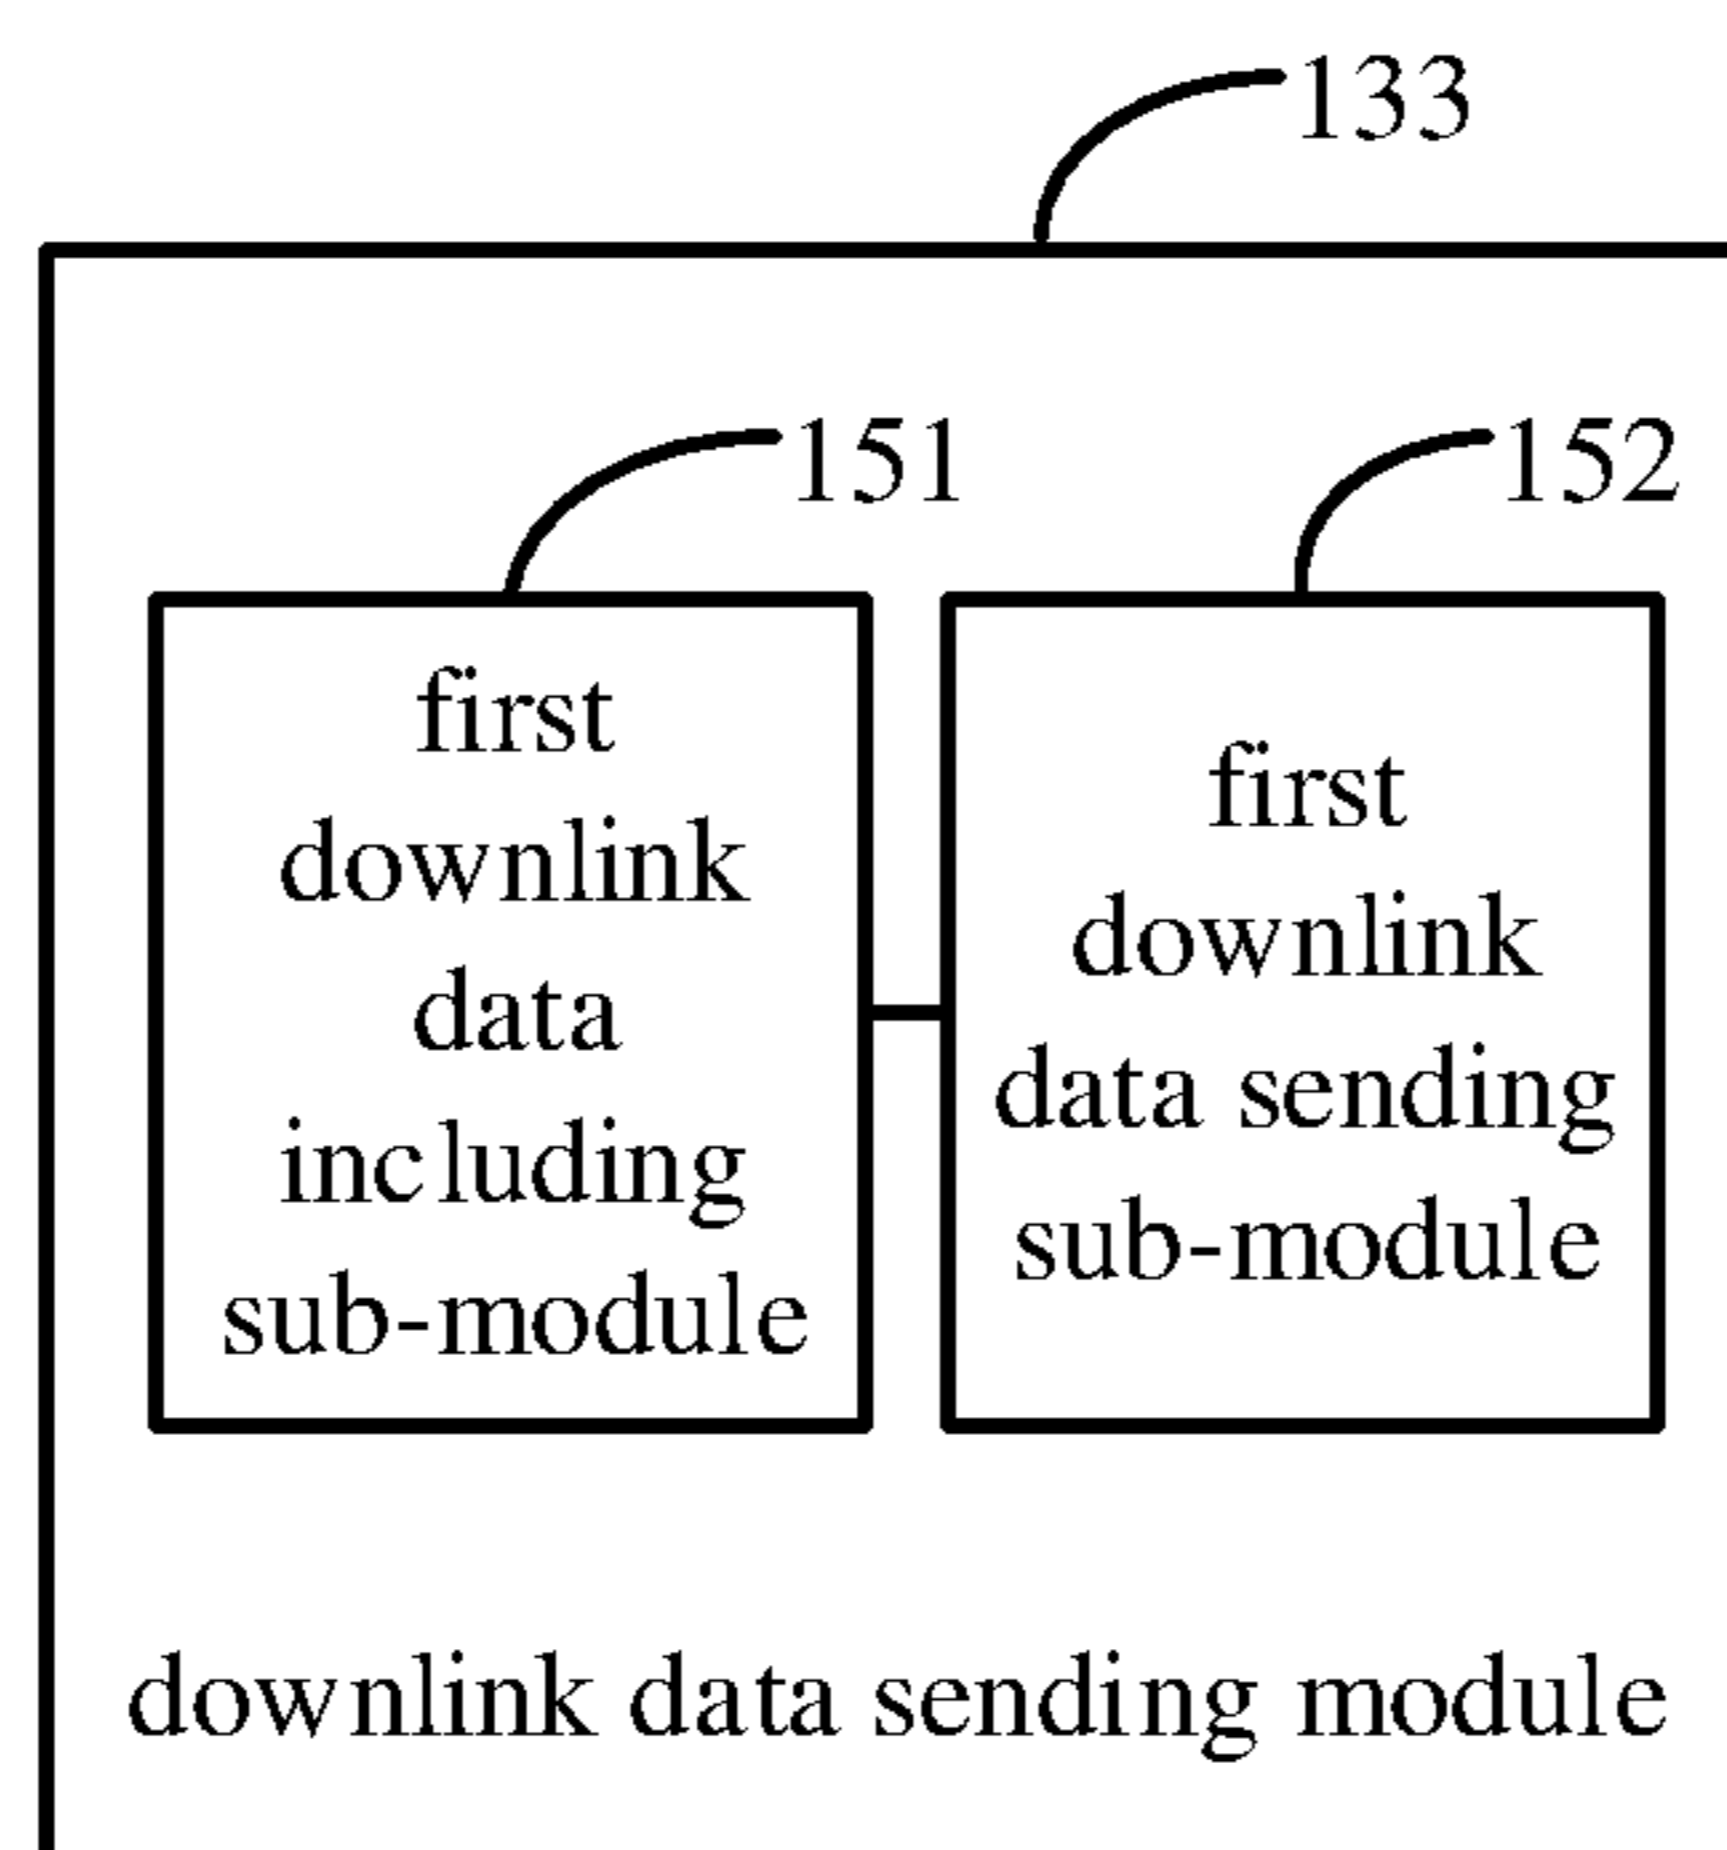 133
151
152
first
downlink
data
including
sub-module
first
downlink
data sending
sub-module
downlink data sending module